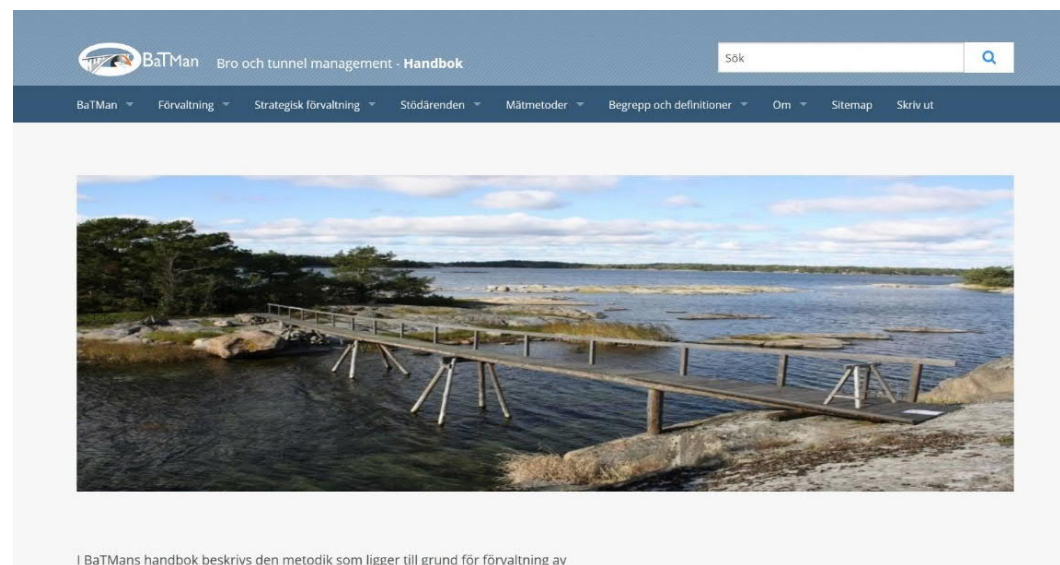 BaTMan Bro och tunnel management - Handbok
Sök
BaTMan Förvaltning Strategisk förvaltning Stödärenden Mätmetoder Begrepp och definitioner Om Sitemap Skriv ut
I BaTMans handbok beskrivs den metodik som ligger till grund för förvaltning av